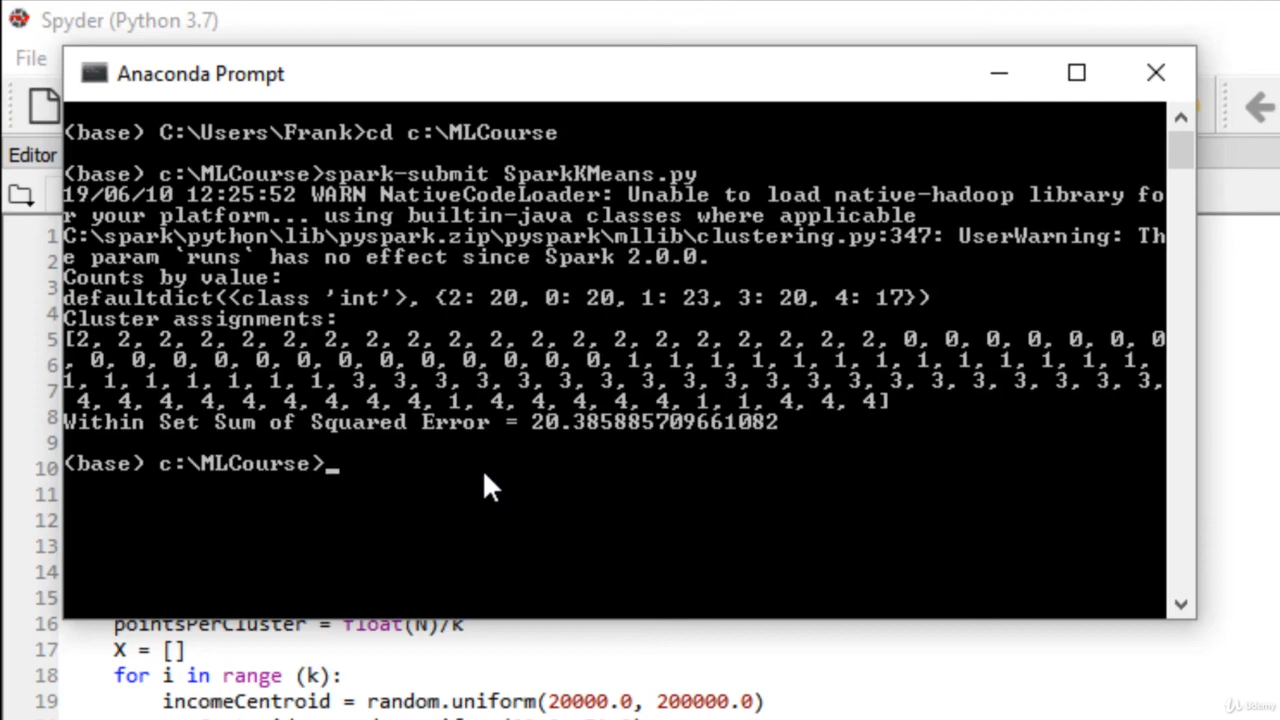 Spyder (Python 3.7)
File
Anaconda Prompt
Editor
(base) C:\Users\Frank>cd c:\MLCourse
(base) c:\MLCourse>spark-submit SparkKMeans.py
19/06/10 12:25:52 WARN NativeCodeLoader: Unable to load native-hadoop library fo
r your platform... using builtin-java classes where applicable
C:\spark\python\lib\pyspark.zip\pyspark\mllib\clustering.py:347: UserWarning: Th
e param `runs` has no effect since Spark 2.0.0.
Counts by value:
defaultdict(<class 'int'>, {2: 20, 0: 20, 1: 23, 3: 20, 4: 17})
Cluster assignments:
[2, 2, 2, 2, 2, 2, 2, 2, 2, 2, 2, 2, 2, 2, 2, 2, 2, 2, 2, 2, 0, 0, 0, 0, 0, 0, 0
, 0, 0, 0, 0, 0, 0, 0, 0, 0, 0, 0, 0, 0, 1, 1, 1, 1, 1, 1, 1, 1, 1, 1, 1, 1, 1,
1, 1, 1, 1, 1, 1, 1, 3, 3, 3, 3, 3, 3, 3, 3, 3, 3, 3, 3, 3, 3, 3, 3, 3, 3, 3, 3,
4, 4, 4, 4, 4, 4, 4, 4, 4, 1, 4, 4, 4, 4, 4, 1, 1, 4, 4, 4]
Within Set Sum of Squared Error = 20.385885709661082
(base) c:\MLCourse>_
1
2
3
4
5
6
7
8
9
10
11
12
13
14
15
16 pointsPerCluster = float(N)/k
17 X = []
18 for i in range (k):
19 incomeCentroid = random.uniform(20000.0, 200000.0)
Udemy